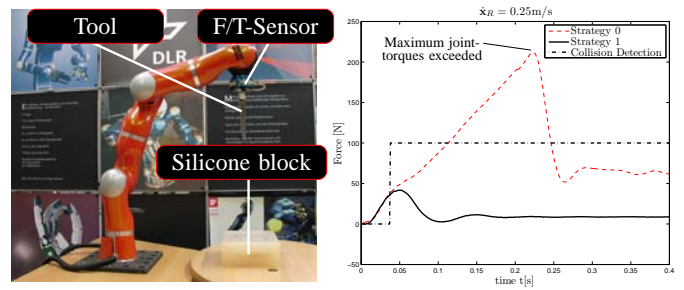 Tool
F/T-Sensor
DLR
Silicone block
ẋ_R = 0.25m/s
250
200
150
100
50
0
−50
Force [N]
Maximum joint-
torques exceeded
Strategy 0
Strategy 1
Collision Detection
0
0.05
0.1
0.15
0.2
0.25
0.3
0.35
0.4
time t[s]